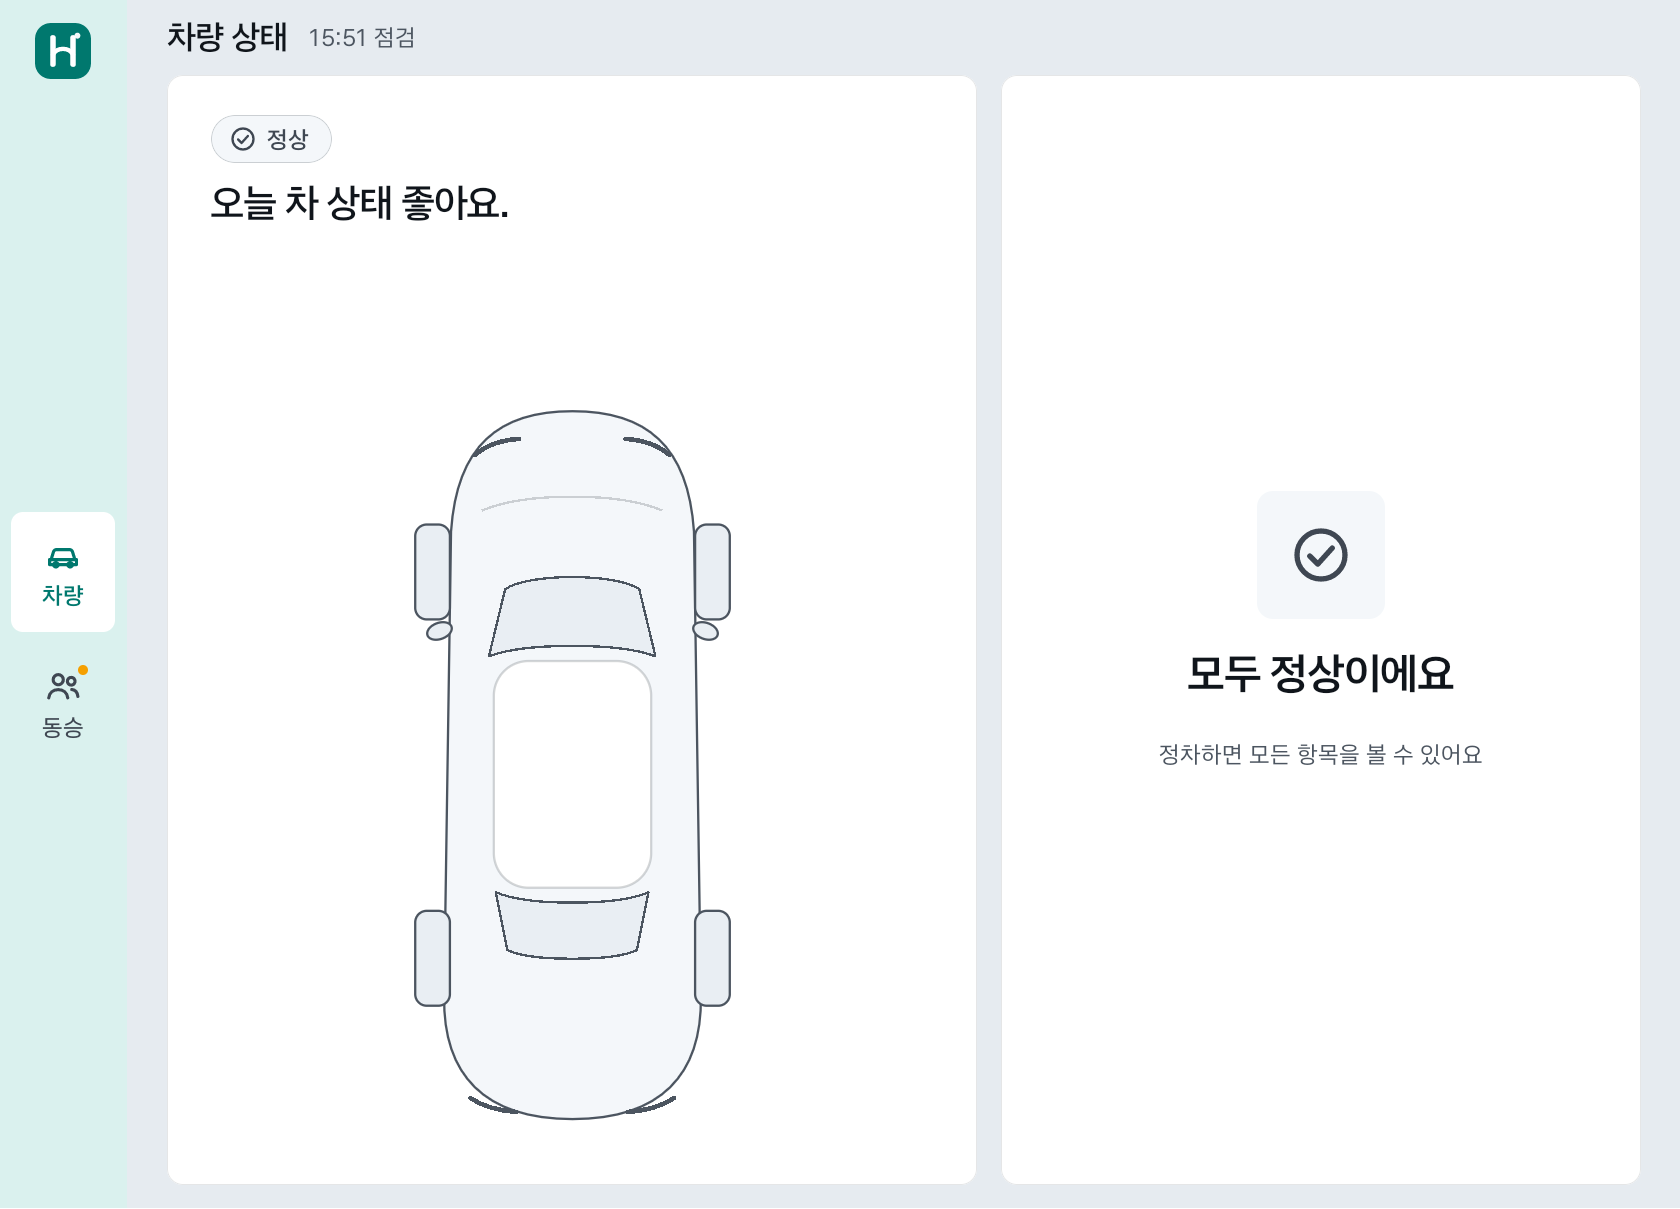 차량 상태 15:51 점검
정상
오늘 차 상태 좋아요.
차량
동승
모두 정상이에요
정차하면 모든 항목을 볼 수 있어요